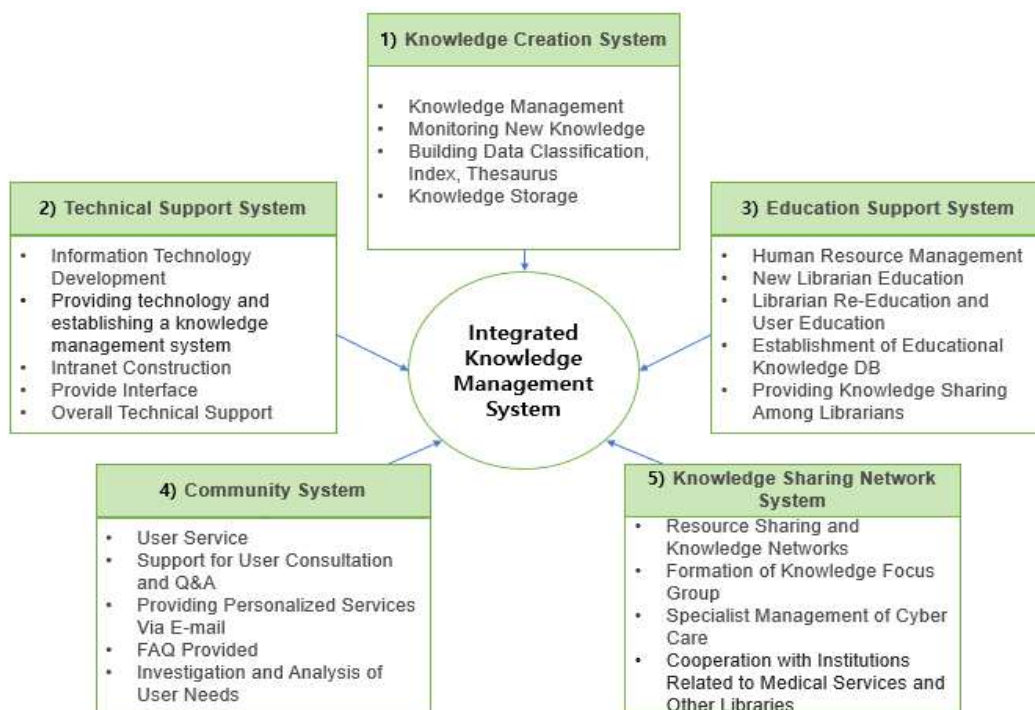 1) Knowledge Creation System
• Knowledge Management
• Monitoring New Knowledge
• Building Data Classification,
Index, Thesaurus
• Knowledge Storage
2) Technical Support System
• Information Technology
Development
• Providing technology and
establishing a knowledge
management system
• Intranet Construction
• Provide Interface
• Overall Technical Support
3) Education Support System
• Human Resource Management
• New Librarian Education
• Librarian Re-Education and
User Education
• Establishment of Educational
Knowledge DB
• Providing Knowledge Sharing
Among Librarians
Integrated
Knowledge
Management
System
4) Community System
• User Service
• Support for User Consultation
and Q&A
• Providing Personalized Services
Via E-mail
• FAQ Provided
• Investigation and Analysis of
User Needs
5) Knowledge Sharing Network
System
• Resource Sharing and
Knowledge Networks
• Formation of Knowledge Focus
Group
• Specialist Management of Cyber
Care
• Cooperation with Institutions
Related to Medical Services and
Other Libraries